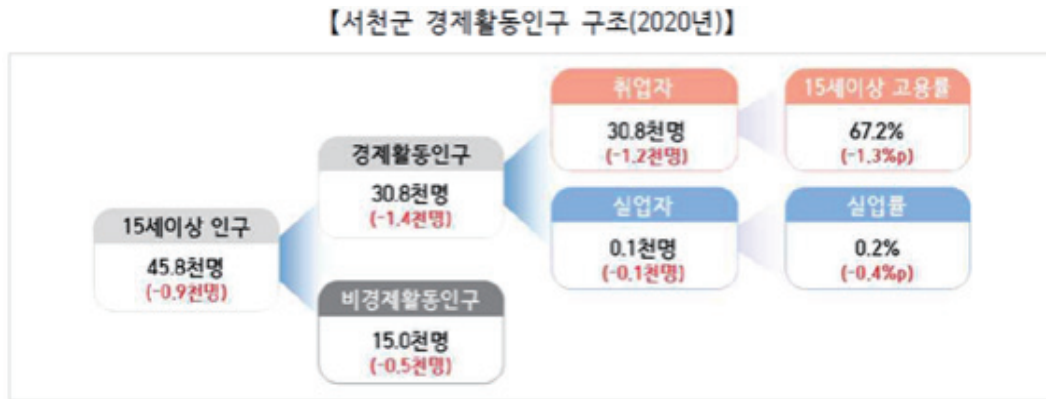 【서천군 경제활동인구 구조(2020년)】
15세이상 인구
45.8천명
(-0.9천명)
경제활동인구
30.8천명
(-1.4천명)
비경제활동인구
15.0천명
(-0.5천명)
취업자
30.8천명
(-1.2천명)
15세이상 고용률
67.2%
(-1.3%p)
실업자
0.1천명
(-0.1천명)
실업률
0.2%
(-0.4%p)